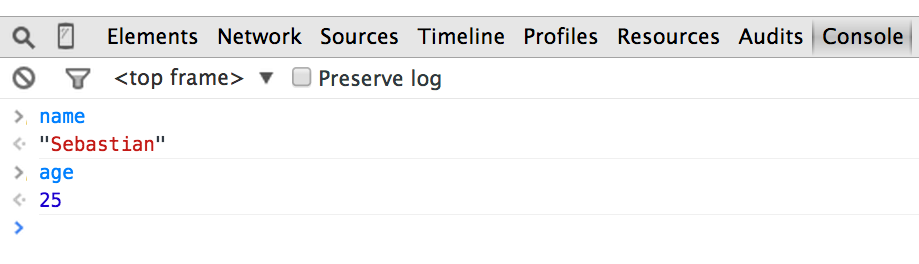 Elements Network Sources Timeline Profiles Resources Audits Console
<top frame> ▼ Preserve log
> name
<· "Sebastian"
> age
<· 25
>